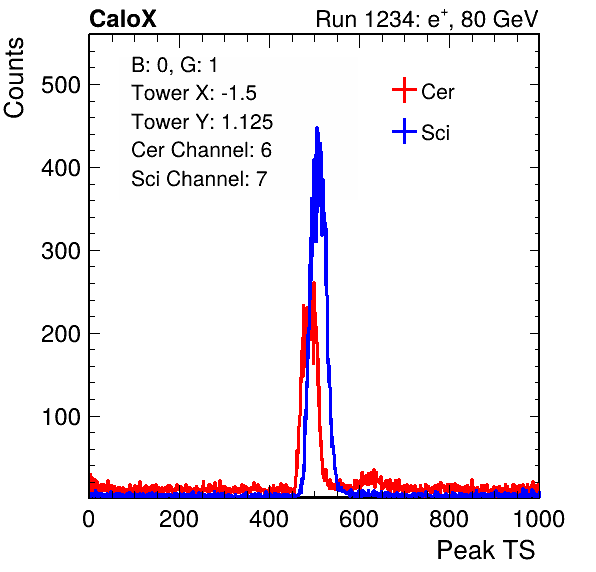 CaloX Run 1234: e⁺, 80 GeV
Counts
B: 0, G: 1
Tower X: -1.5
Tower Y: 1.125
Cer Channel: 6
Sci Channel: 7
Cer
Sci
500
400
300
200
100
0 200 400 600 800 1000
Peak TS